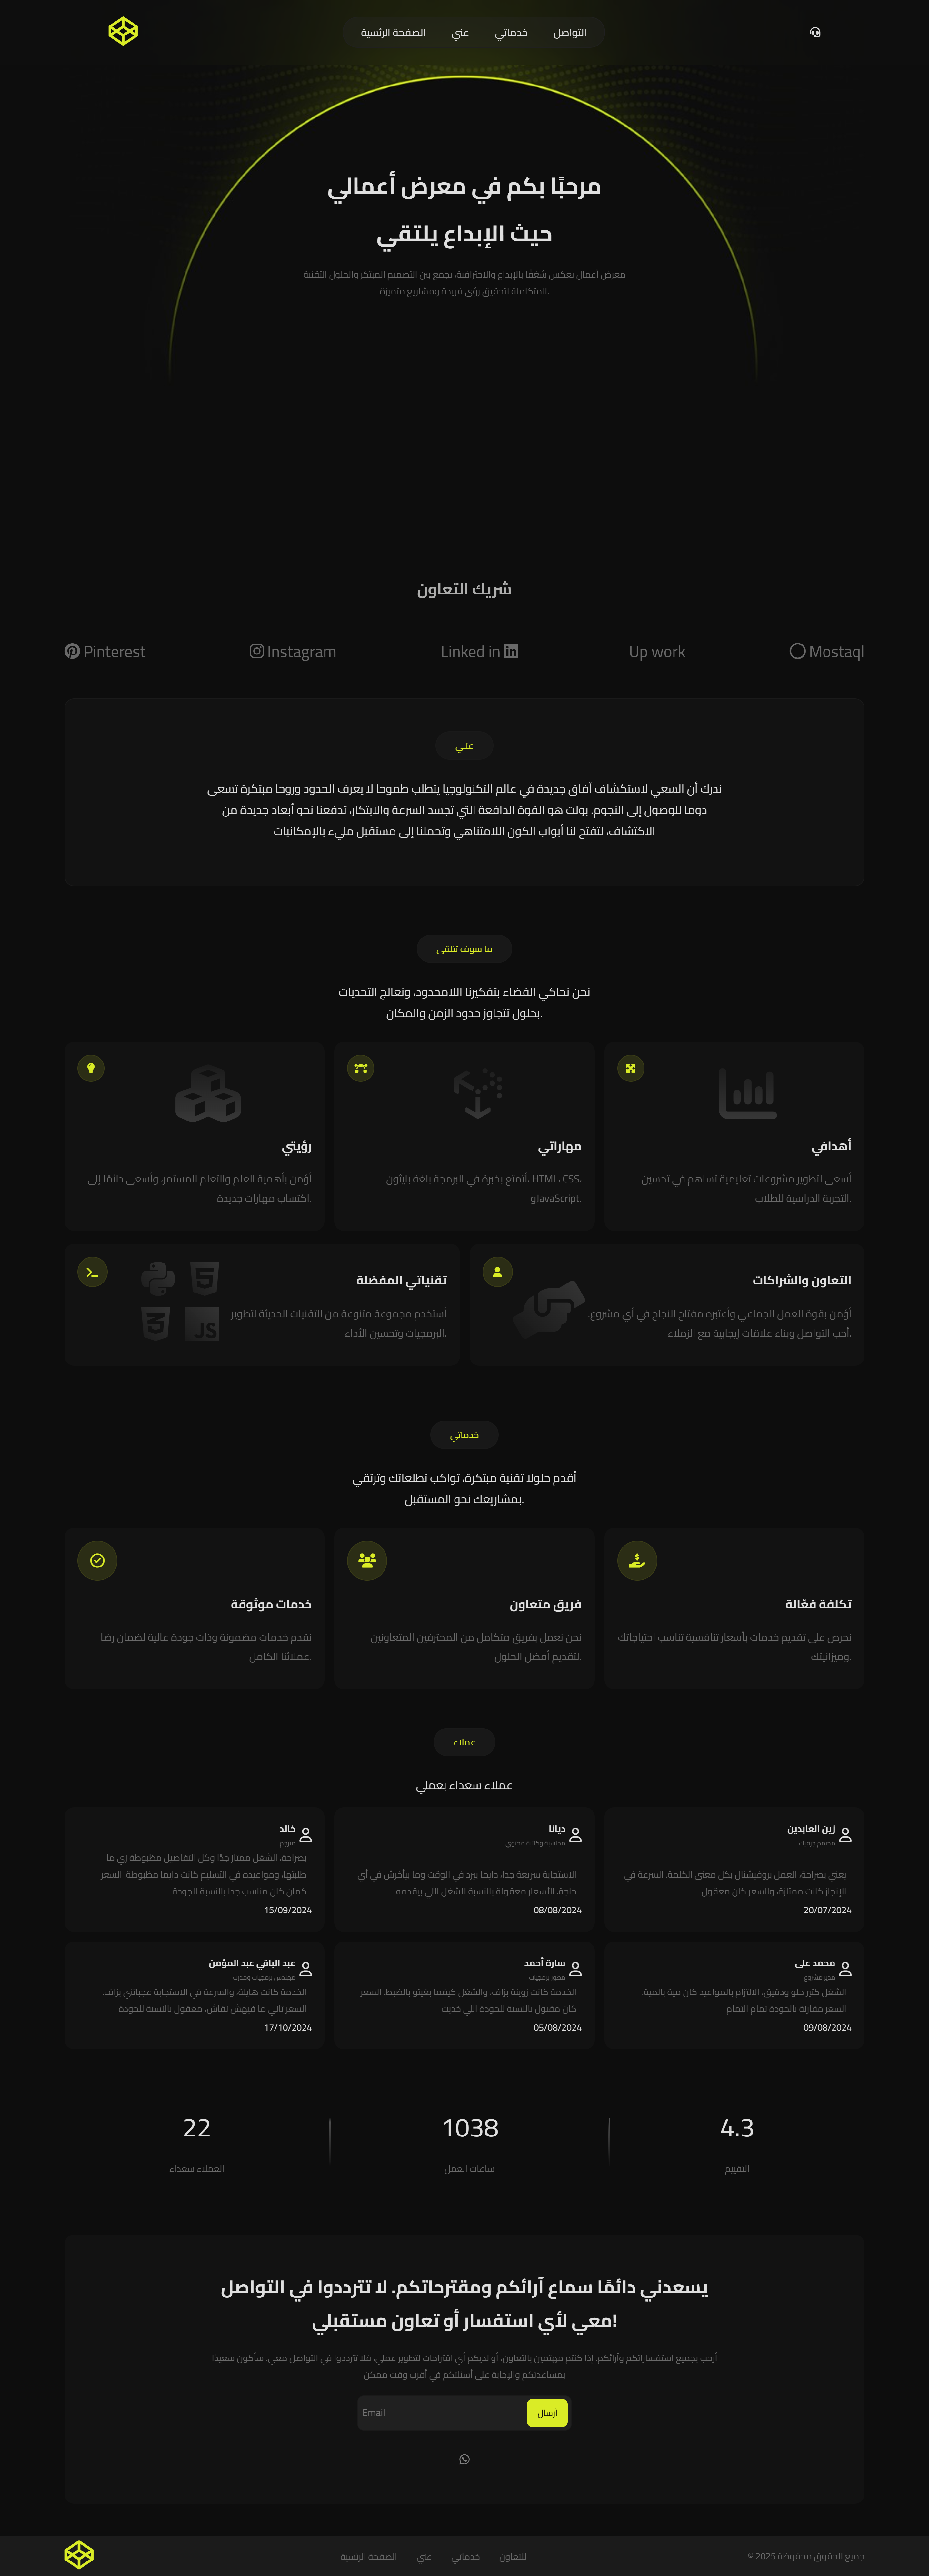 الصفحة الرئسية
عني
خدماتي
التواصل
مرحبًا بكم في معرض أعمالي
حيث الإبداع يلتقي
معرض أعمال يعكس شغفًا بالإبداع والاحترافية، يجمع بين التصميم المبتكر والحلول التقنية
المتكاملة لتحقيق رؤى فريدة ومشاريع متميزة.
شريك التعاون
Pinterest
Instagram
Linked in
Up work
Mostaql
عني
ندرك أن السعي لاستكشاف آفاق جديدة في عالم التكنولوجيا يتطلب طموحًا لا يعرف الحدود وروحًا مبتكرة تسعى
دوماً للوصول إلى النجوم. بولت هو القوة الدافعة التي تجسد السرعة والابتكار، تدفعنا نحو أبعاد جديدة من
الاكتشاف، لتفتح لنا أبواب الكون اللامتناهي وتحملنا إلى مستقبل مليء بالإمكانيات
ما سوف تتلقى
نحن نحاكي الفضاء بتفكيرنا اللامحدود، ونعالج التحديات
بحلول تتجاوز حدود الزمن والمكان.
أهدافي
أسعى لتطوير مشروعات تعليمية تساهم في تحسين
التجربة الدراسية للطلاب.
مهاراتي
أتمتع بخبرة في البرمجة بلغة بايثون، HTML، CSS،
وJavaScript.
رؤيتي
أؤمن بأهمية العلم والتعلم المستمر، وأسعى دائمًا إلى
اكتساب مهارات جديدة.
التعاون والشراكات
أؤمن بقوة العمل الجماعي وأعتبره مفتاح النجاح في أي مشروع.
أحب التواصل وبناء علاقات إيجابية مع الزملاء.
تقنياتي المفضلة
أستخدم مجموعة متنوعة من التقنيات الحديثة لتطوير
البرمجيات وتحسين الأداء.
JS
خدماتي
أقدم حلولًا تقنية مبتكرة، تواكب تطلعاتك وترتقي
بمشاريعك نحو المستقبل.
تكلفة فعّالة
نحرص على تقديم خدمات بأسعار تنافسية تناسب احتياجاتك
وميزانيتك.
فريق متعاون
نحن نعمل بفريق متكامل من المحترفين المتعاونين
لتقديم أفضل الحلول.
خدمات موثوقة
نقدم خدمات مضمونة وذات جودة عالية لضمان رضا
عملائنا الكامل.
عملاء
عملاء سعداء بعملي
زين العابدين
مصمم جرفيك
يعني بصراحة، العمل بروفيشنال بكل معنى الكلمة. السرعة في
الإنجاز كانت ممتازة، والسعر كان معقول
20/07/2024
ديانا
محاسبة وكاتبة محتوى
الاستجابة سريعة جدًا، دايمًا بيرد في الوقت وما بيأخرش في أي
حاجة. الأسعار معقولة بالنسبة للشغل اللي بيقدمه
08/08/2024
خالد
مترجم
بصراحة، الشغل ممتاز جدًا وكل التفاصيل مظبوطة زي ما
طلبتها، ومواعيده في التسليم كانت دايمًا مظبوطة. السعر
كمان كان مناسب جدًا بالنسبة للجودة
15/09/2024
محمد على
مدير مشروع
الشغل كتير حلو ودقيق، الالتزام بالمواعيد كان مية بالمية.
السعر مقارنة بالجودة تمام التمام
09/08/2024
سارة أحمد
مطور برمجيات
الخدمة كانت زوينة بزاف، والشغل كيفما بغيتو بالضبط. السعر
كان مقبول بالنسبة للجودة اللي خديت
05/08/2024
عبد الباقي عبد المؤمن
مهندس برمجيات ومدرب
الخدمة كانت هايلة، والسرعة في الاستجابة عجباتني بزاف.
السعر تاني ما فيهش نقاش، معقول بالنسبة للجودة
17/10/2024
4.3
التقييم
1038
ساعات العمل
22
العملاء سعداء
يسعدني دائمًا سماع آرائكم ومقترحاتكم. لا تترددوا في التواصل
معي لأي استفسار أو تعاون مستقبلي!
أرحب بجميع استفساراتكم وآرائكم. إذا كنتم مهتمين بالتعاون، أو لديكم أي اقتراحات لتطوير عملي، فلا تترددوا في التواصل معي. سأكون سعيدًا
بمساعدتكم والإجابة على أسئلتكم في أقرب وقت ممكن
Email
أرسال
الصفحة الرئسية
عني
خدماتي
للتعاون
جميع الحقوق محفوظة 2025 ©